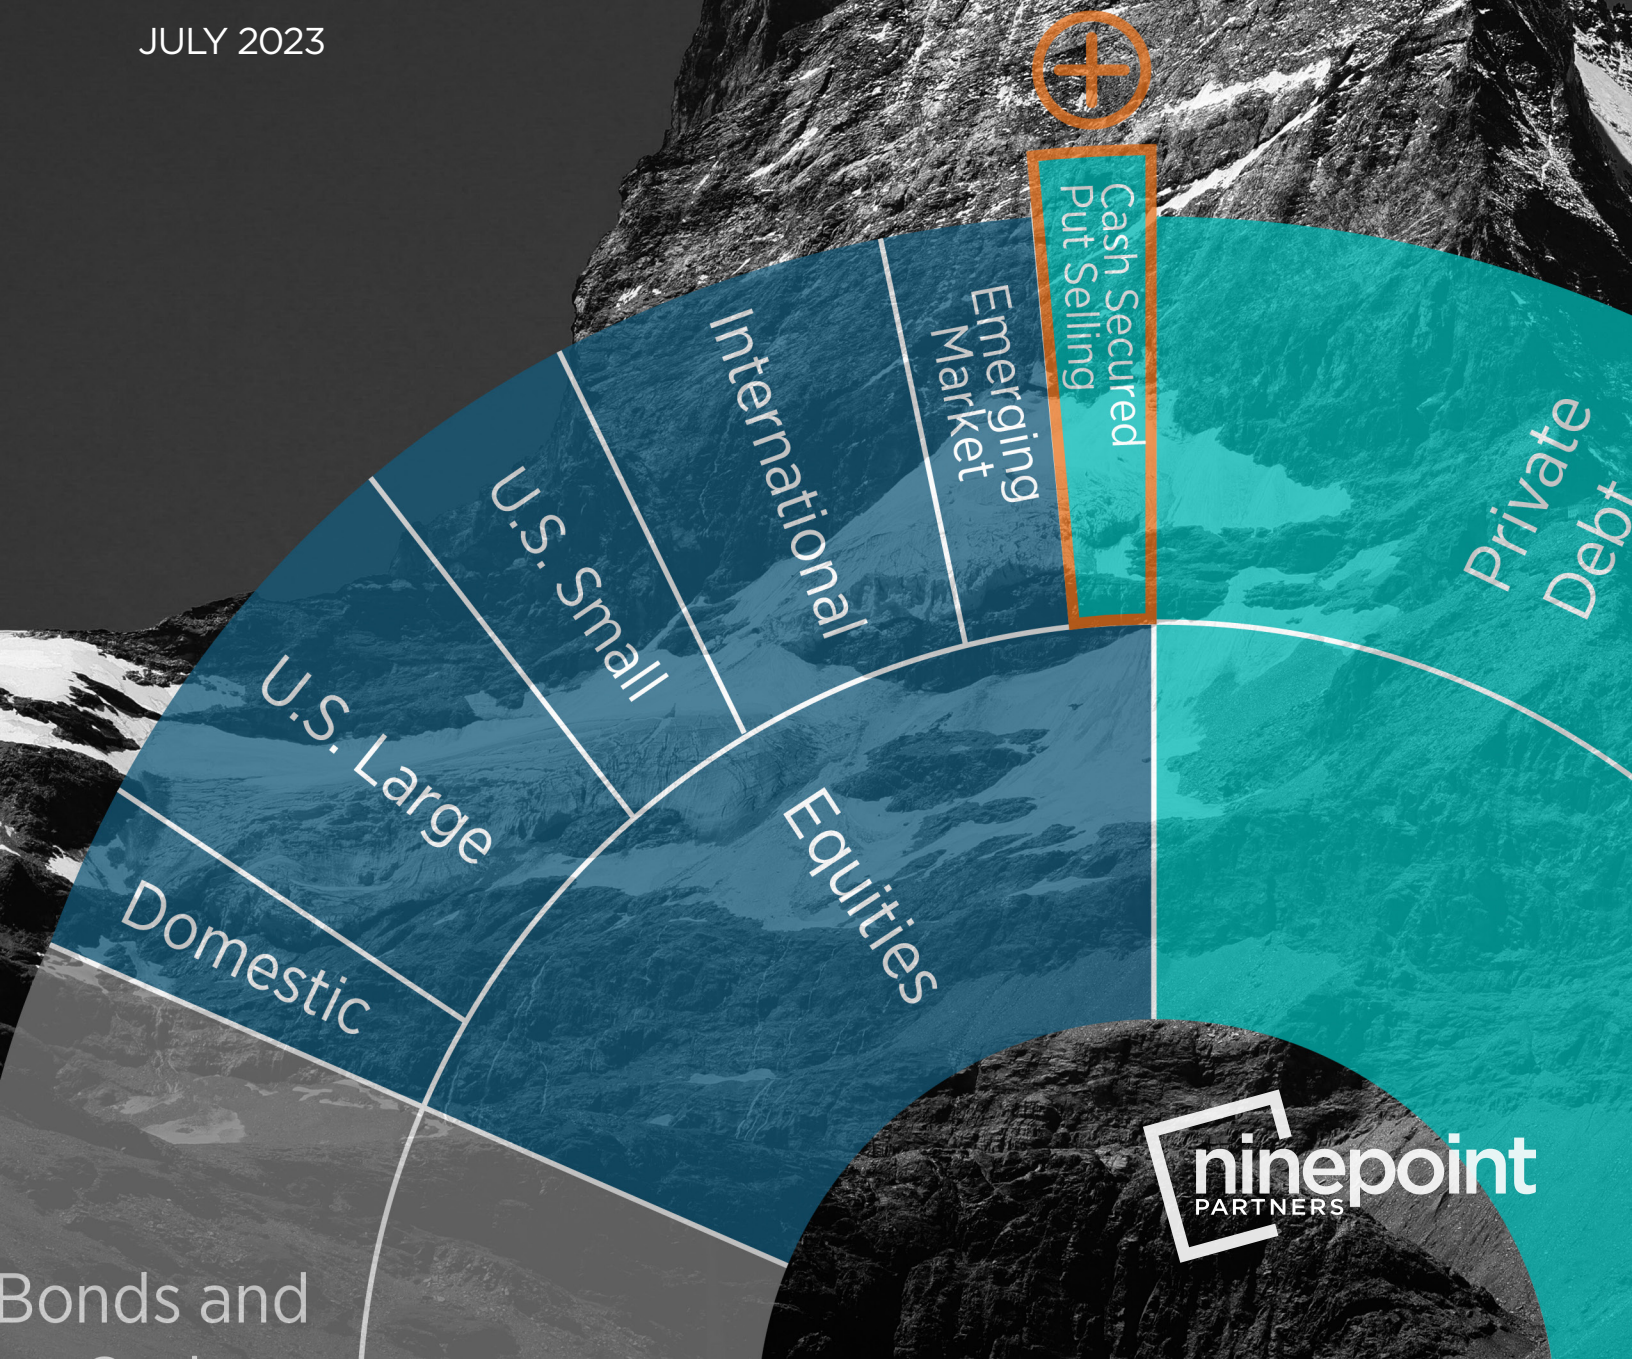 JULY 2023
Cash Secured
Put Selling
Emerging
Market
International
U.S. Small
U.S. Large
Domestic
Equities
Private
Debt
Bonds and
ninepoint
PARTNERS